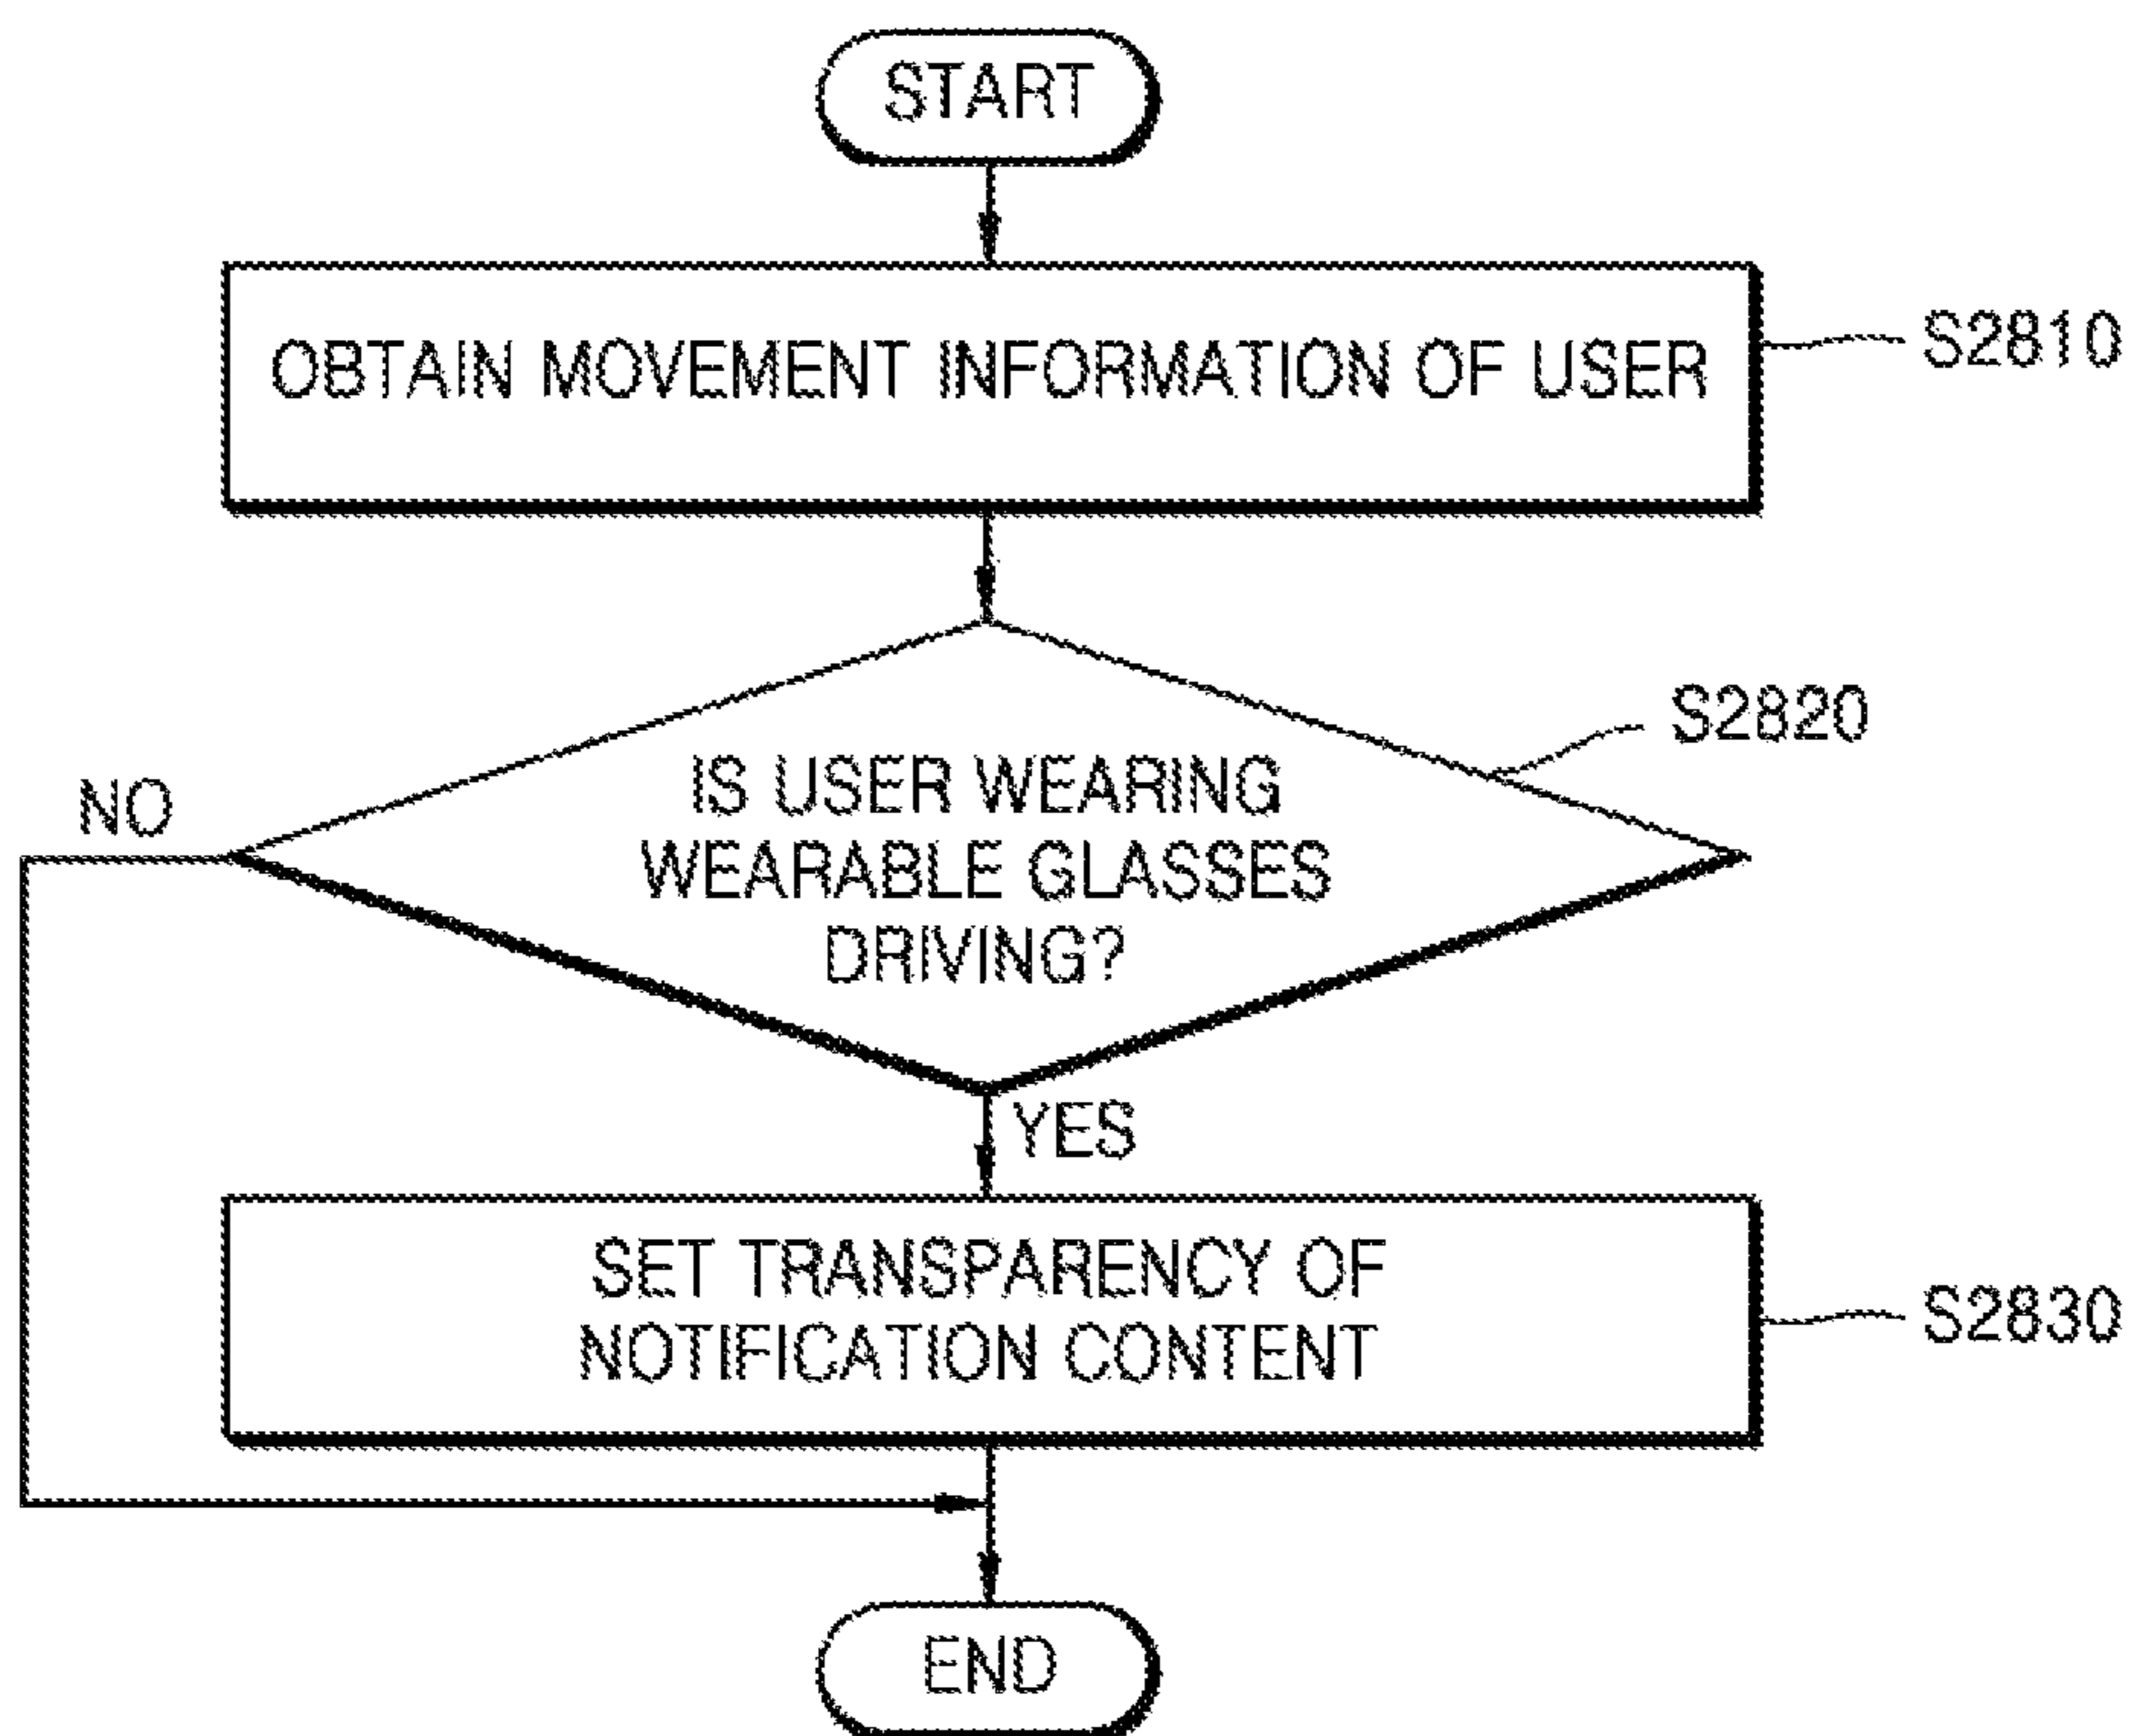 START
OBTAIN MOVEMENT INFORMATION OF USER
S2810
S2820
NO
IS USER WEARING
WEARABLE GLASSES
DRIVING?
YES
SET TRANSPARENCY OF
NOTIFICATION CONTENT
S2830
END